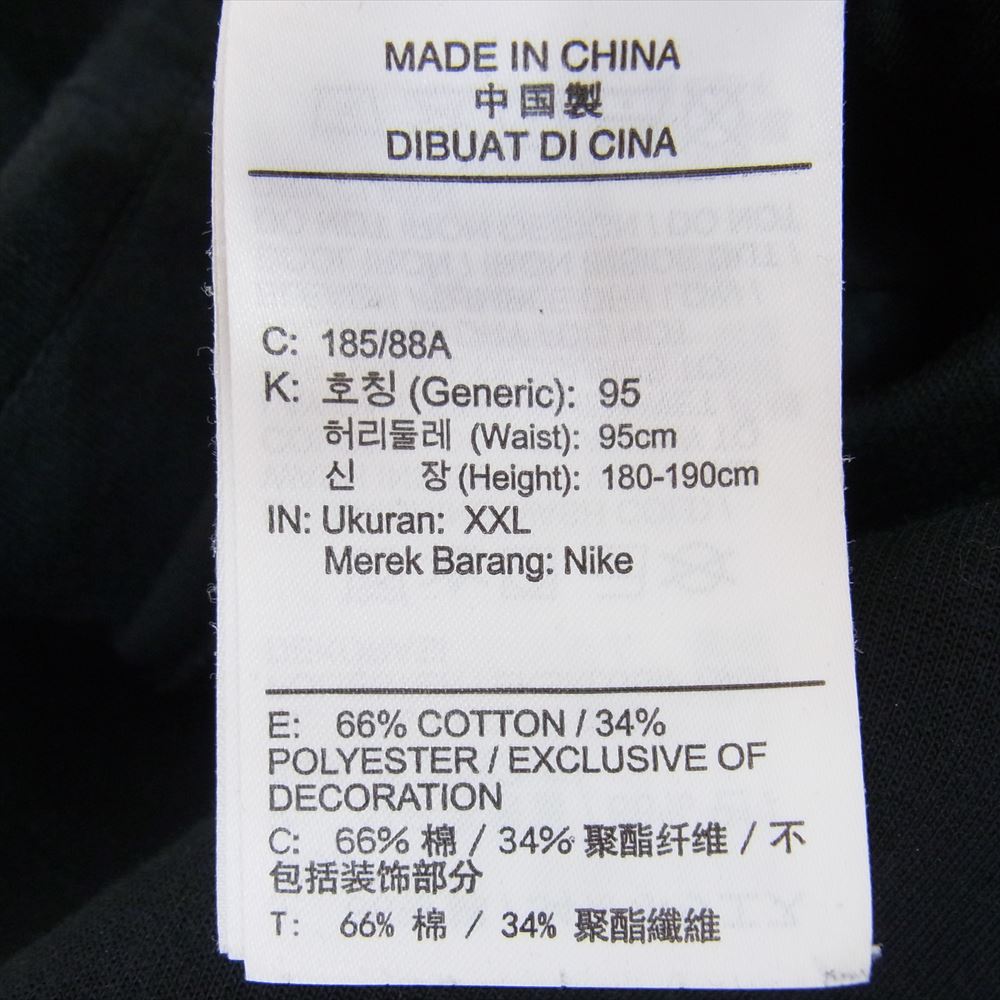 MADE IN CHINA
中国製
DIBUAT DI CINA
C: 185/88A
K: 호칭 (Generic): 95
허리둘레 (Waist): 95cm
신 장 (Height): 180-190cm
IN: Ukuran: XXL
Merek Barang: Nike
E: 66% COTTON / 34%
POLYESTER / EXCLUSIVE OF
DECORATION
C: 66% 棉 / 34% 聚酯纤维 / 不
包括装饰部分
T: 66% 棉 / 34% 聚酯纖維